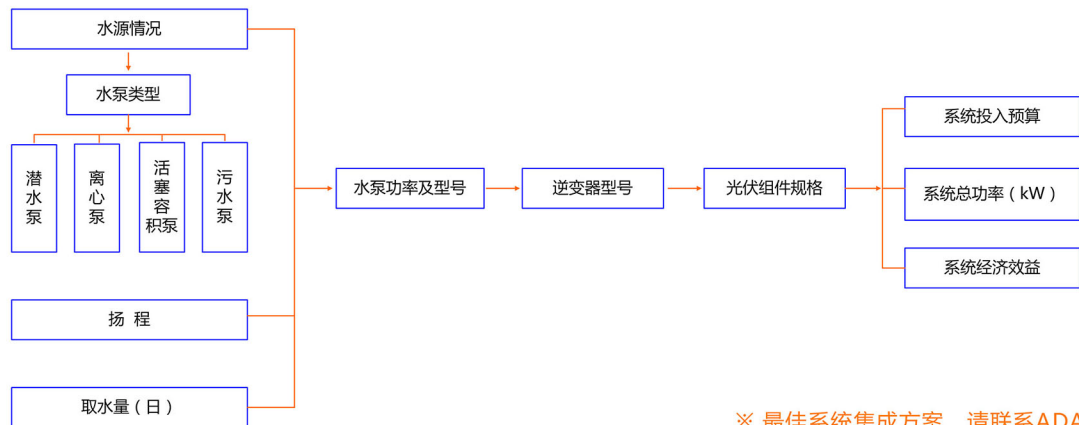 水源情况
水泵类型
潜水泵
离心泵
活塞容积泵
污水泵
扬 程
取水量（日）
水泵功率及型号
逆变器型号
光伏组件规格
系统投入预算
系统总功率（kW）
系统经济效益
※ 最佳系统集成方案，请联系ADA